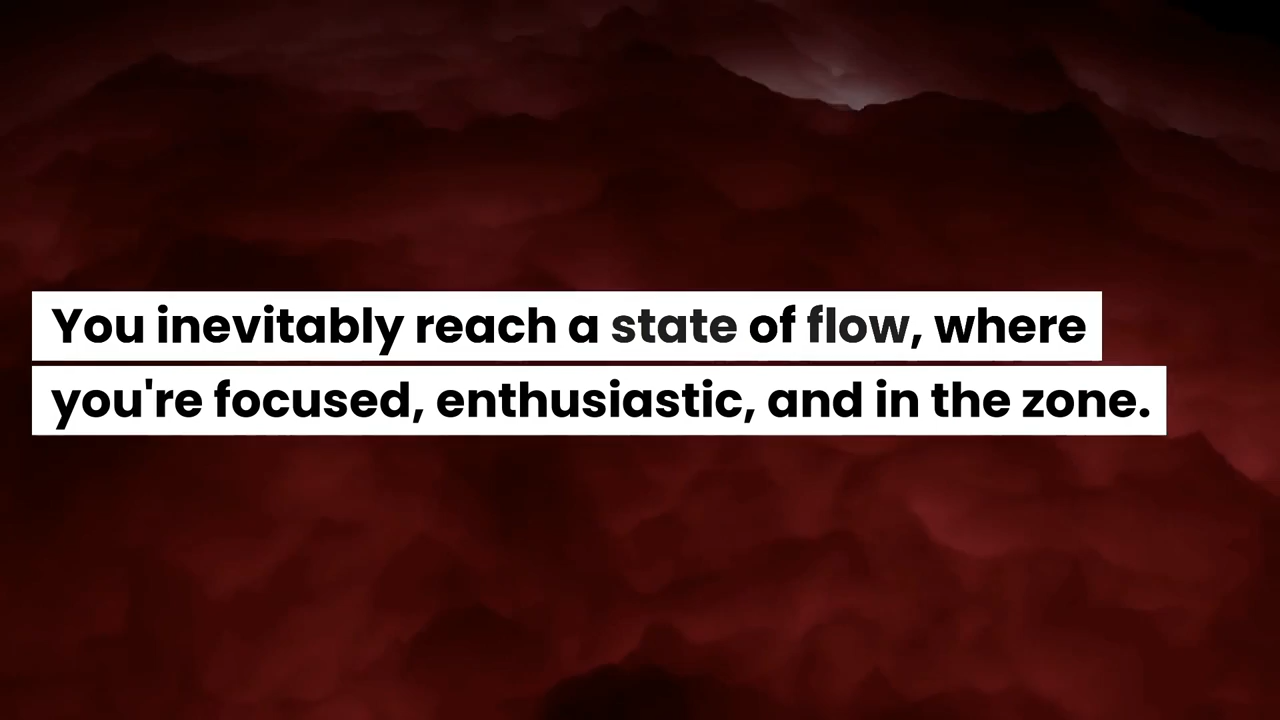 You inevitably reach a state of flow, where
you're focused, enthusiastic, and in the zone.